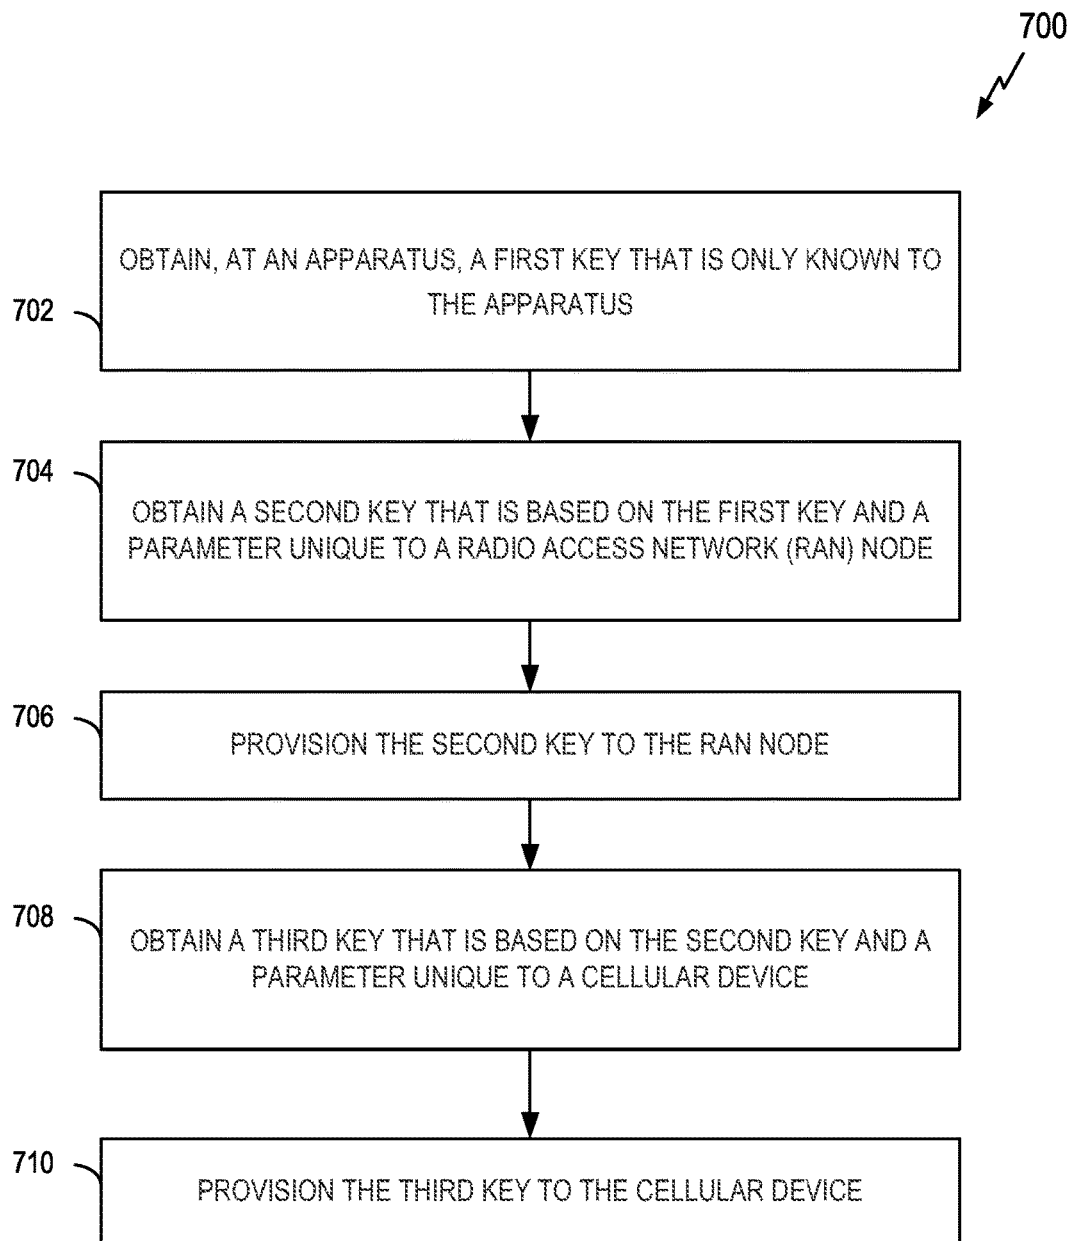 700
OBTAIN, AT AN APPARATUS, A FIRST KEY THAT IS ONLY KNOWN TO
THE APPARATUS
702
704
OBTAIN A SECOND KEY THAT IS BASED ON THE FIRST KEY AND A
PARAMETER UNIQUE TO A RADIO ACCESS NETWORK (RAN) NODE
706
PROVISION THE SECOND KEY TO THE RAN NODE
708
OBTAIN A THIRD KEY THAT IS BASED ON THE SECOND KEY AND A
PARAMETER UNIQUE TO A CELLULAR DEVICE
710
PROVISION THE THIRD KEY TO THE CELLULAR DEVICE